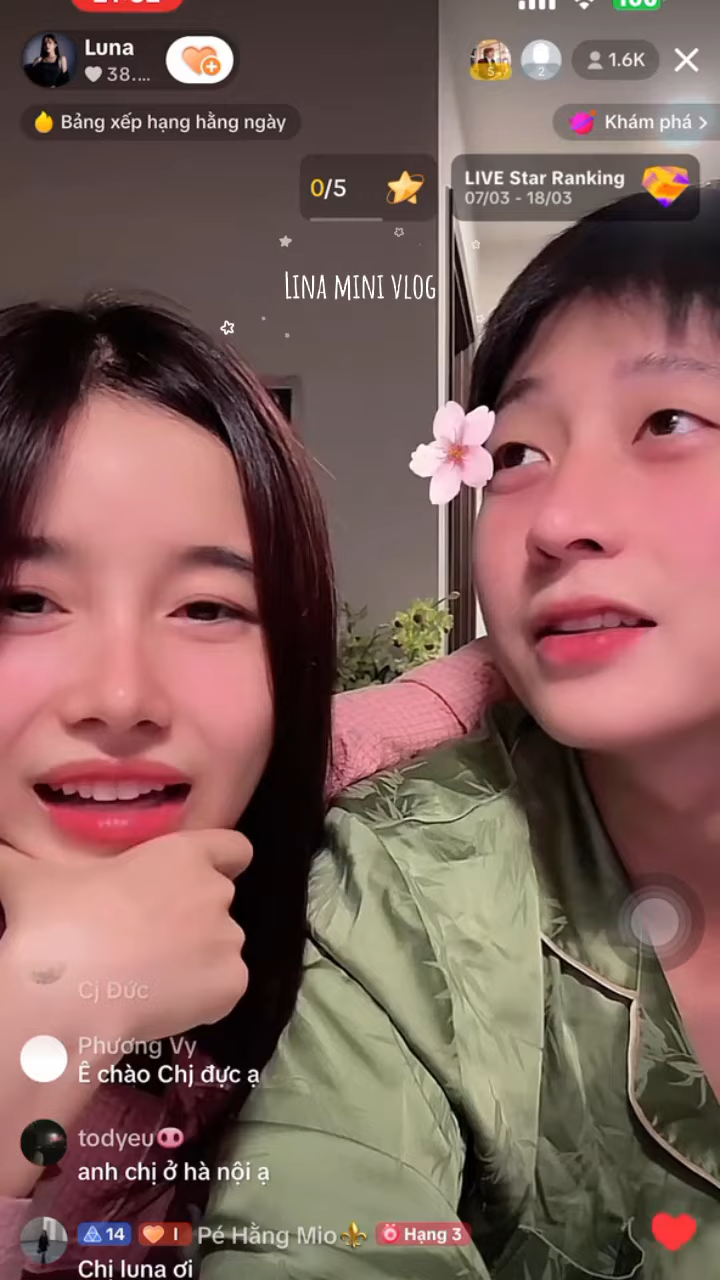 Luna
38....
1.6K
Bảng xếp hạng hằng ngày
Khám phá >
0/5
LIVE Star Ranking
07/03 - 18/03
LINA MINI VLOG
Cj Đức
Phương Vy
Ê chào Chj đực ạ
todyeu🐽
anh chị ở hà nội ạ
14 I Pé Hằng Mio⚜️ Hạng 3
Chị luna ơi